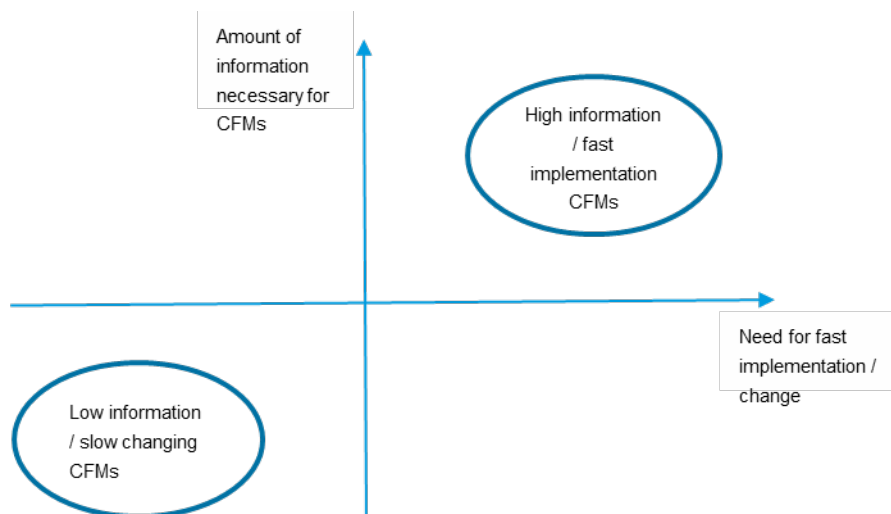 Amount of
information
necessary for
CFMs
High information
/ fast
implementation
CFMs
Need for fast
implementation /
change
Low information
/ slow changing
CFMs